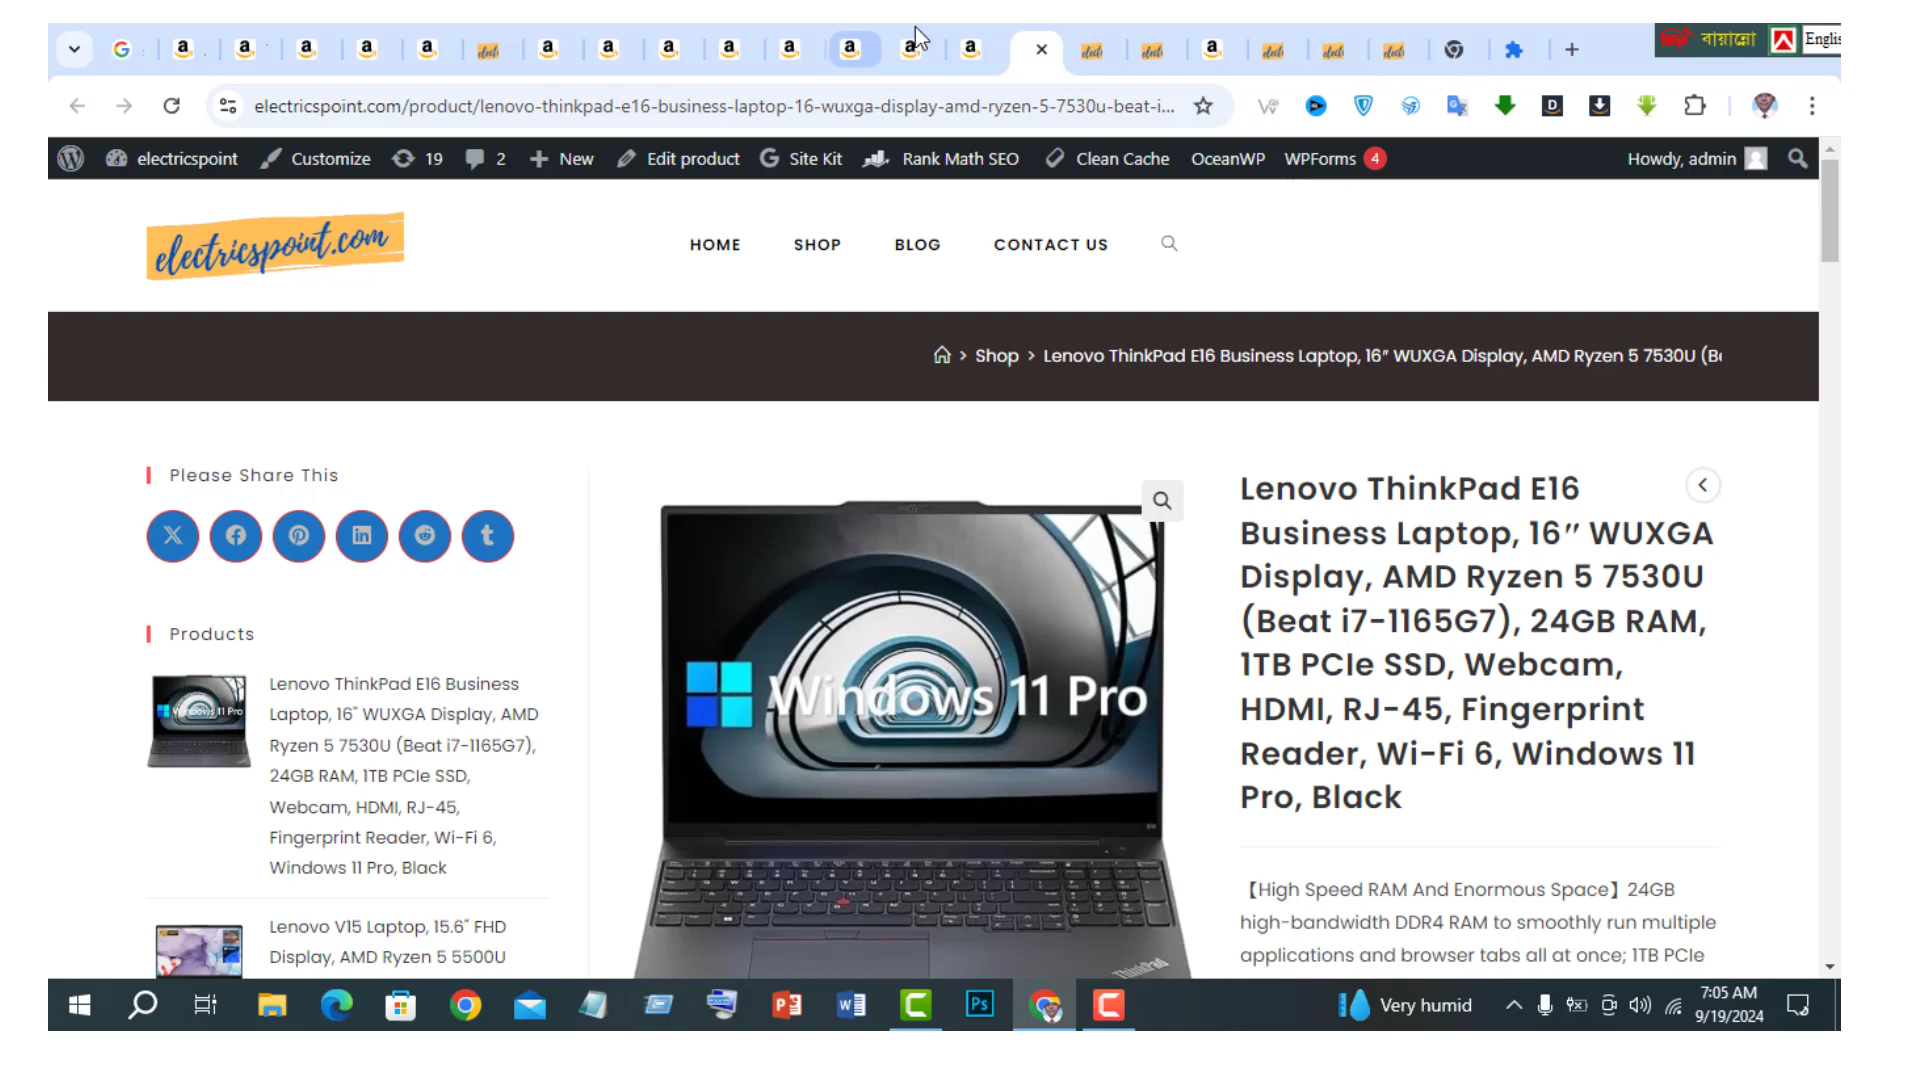 বায়ান্নো
Englis
electricspoint.com/product/lenovo-thinkpad-e16-business-laptop-16-wuxga-display-amd-ryzen-5-7530u-beat-i...
electricspoint Customize 19 2 + New Edit product Site Kit Rank Math SEO Clean Cache OceanWP WPForms 4 Howdy, admin
electricspoint.com
HOME SHOP BLOG CONTACT US
> Shop > Lenovo ThinkPad E16 Business Laptop, 16″ WUXGA Display, AMD Ryzen 5 7530U (Be
Please Share This
Products
Lenovo ThinkPad E16 Business
Laptop, 16" WUXGA Display, AMD
Ryzen 5 7530U (Beat i7-1165G7),
24GB RAM, 1TB PCIe SSD,
Webcam, HDMI, RJ-45,
Fingerprint Reader, Wi-Fi 6,
Windows 11 Pro, Black
Lenovo V15 Laptop, 15.6" FHD
Display, AMD Ryzen 5 5500U
Windows 11 Pro
ThinkPad
Lenovo ThinkPad E16
Business Laptop, 16″ WUXGA
Display, AMD Ryzen 5 7530U
(Beat i7-1165G7), 24GB RAM,
1TB PCIe SSD, Webcam,
HDMI, RJ-45, Fingerprint
Reader, Wi-Fi 6, Windows 11
Pro, Black
【High Speed RAM And Enormous Space】24GB
high-bandwidth DDR4 RAM to smoothly run multiple
applications and browser tabs all at once; 1TB PCIe
Very humid
7:05 AM
9/19/2024